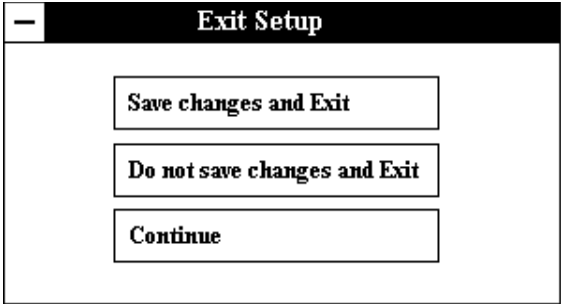 Exit Setup
Save changes and Exit
Do not save changes and Exit
Continue